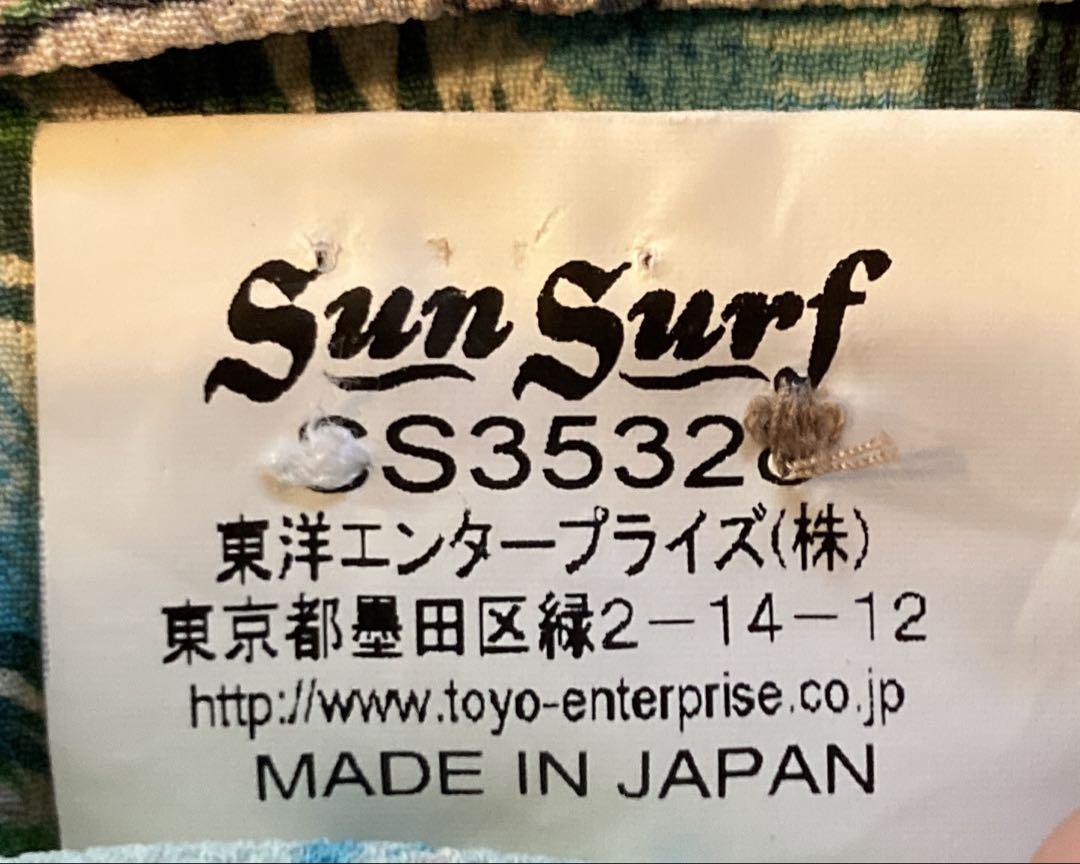 Sun Surf
東洋エンタープライズ(株)
東京都墨田区緑2-14-12
http://www.toyo-enterprise.co.jp
MADE IN JAPAN